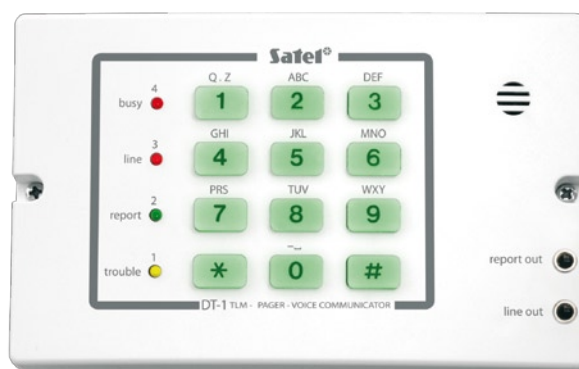 Satel
Q . Z ABC DEF
4
busy 1 2 3
GHI JKL MNO
3
line 4 5 6
PRS TUV WXY
2
report 7 8 9
1
trouble * 0 #
report out
DT-1 TLM - PAGER - VOICE COMMUNICATOR
line out